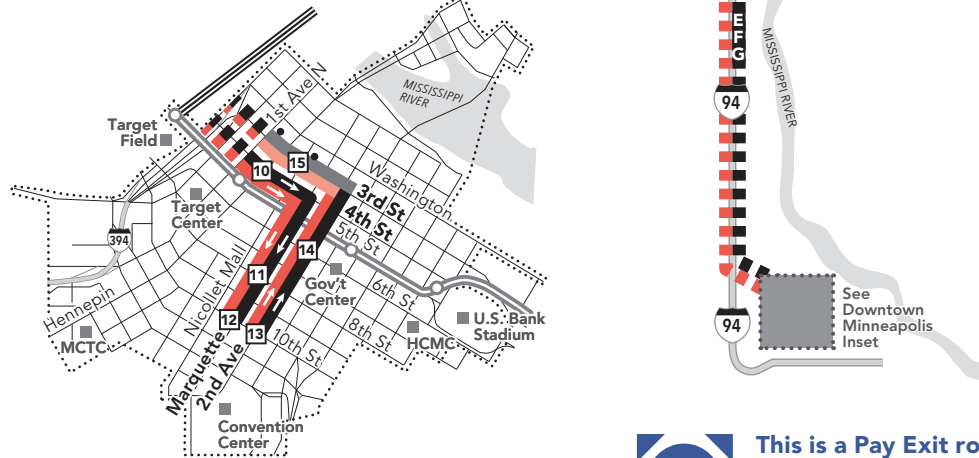 1st Ave N
MISSISSIPPI
RIVER
Target
Field
15
10
Washington
Target
Center
3rd St
4th St
5th St
394
14
11
Nicollet Mall
Gov't
Center
6th St
Hennepin
12
13
10th St
8th St
U.S. Bank
Stadium
HCMC
MCTC
Marquette
2nd Ave
Convention
Center
E
F
G
MISSISSIPPI RIVER
94
94
See
Downtown
Minneapolis
Inset
This is a Pay Exit ro